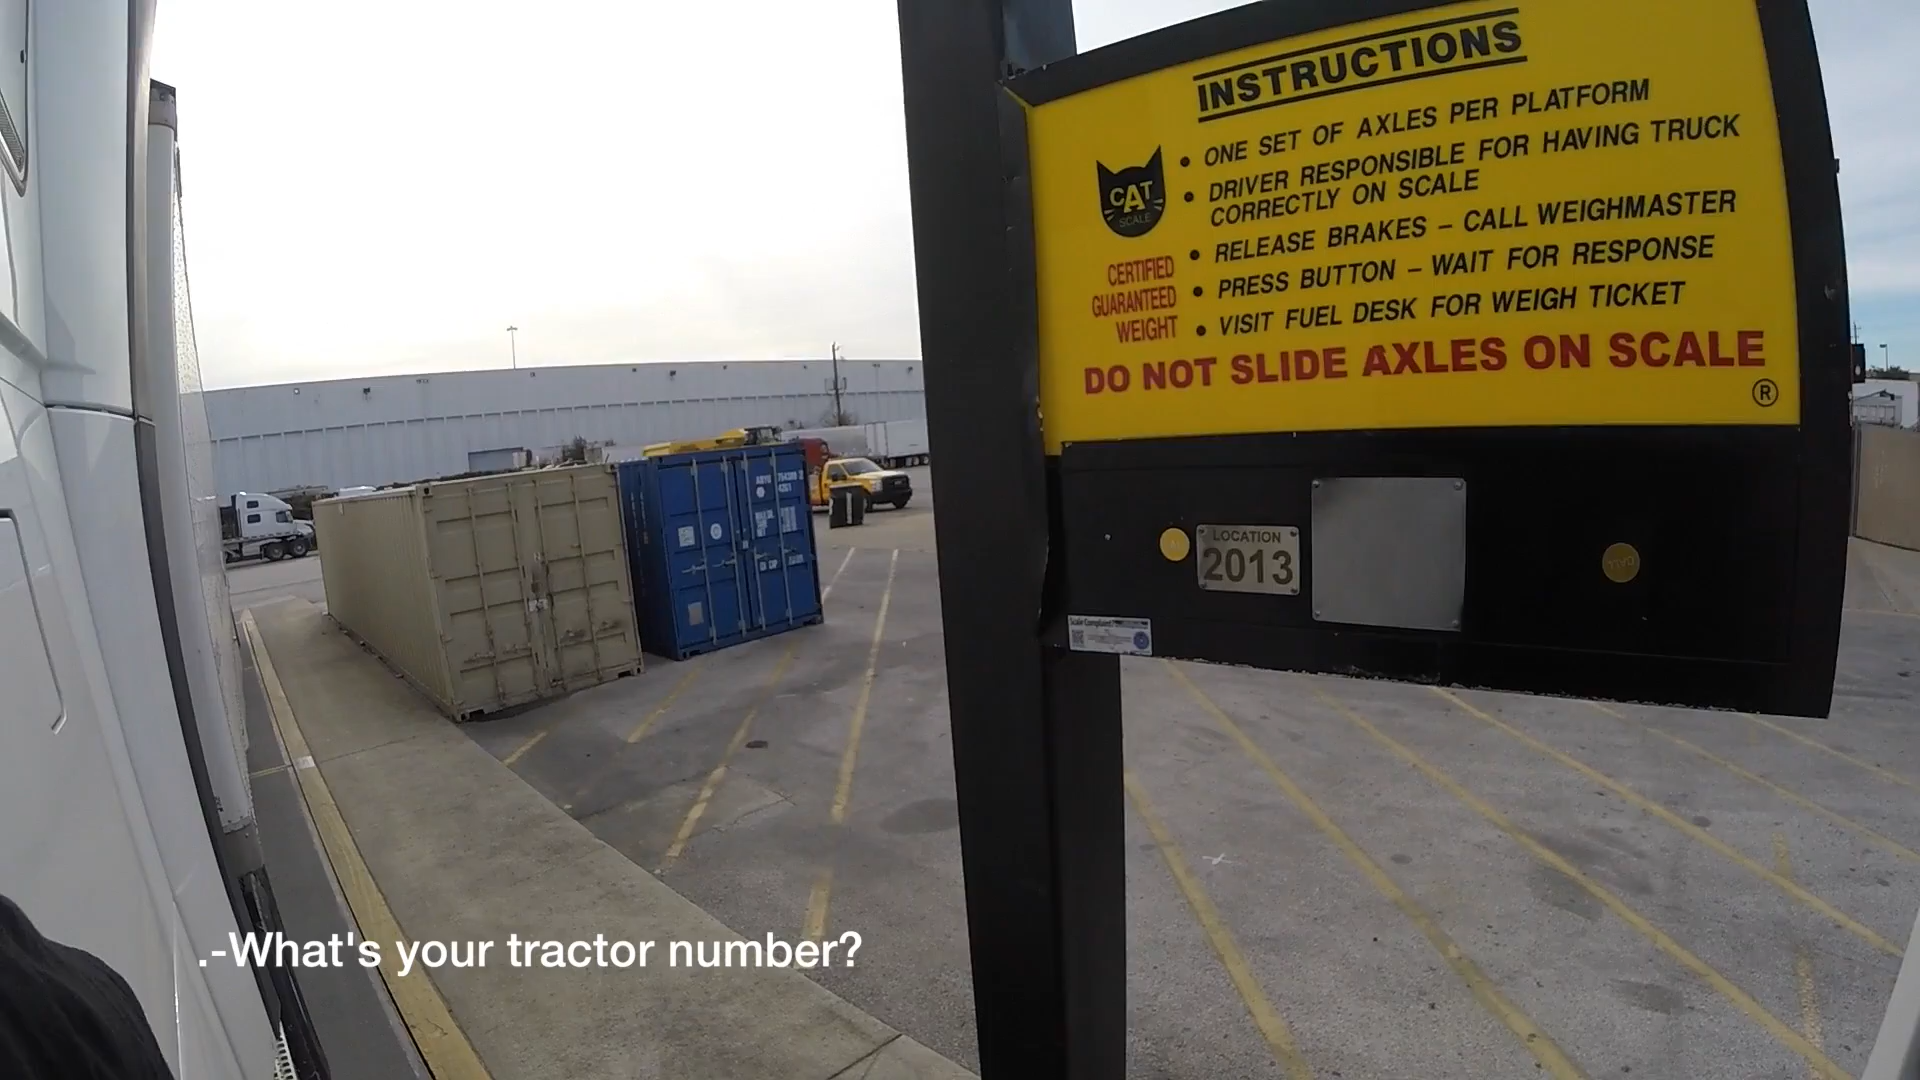 INSTRUCTIONS
• ONE SET OF AXLES PER PLATFORM
• DRIVER RESPONSIBLE FOR HAVING TRUCK
CORRECTLY ON SCALE
• RELEASE BRAKES – CALL WEIGHMASTER
• PRESS BUTTON – WAIT FOR RESPONSE
• VISIT FUEL DESK FOR WEIGH TICKET
CAT
SCALE
CERTIFIED
GUARANTEED
WEIGHT
DO NOT SLIDE AXLES ON SCALE
®
LOCATION
2013
Scale Complaint?
.-What's your tractor number?